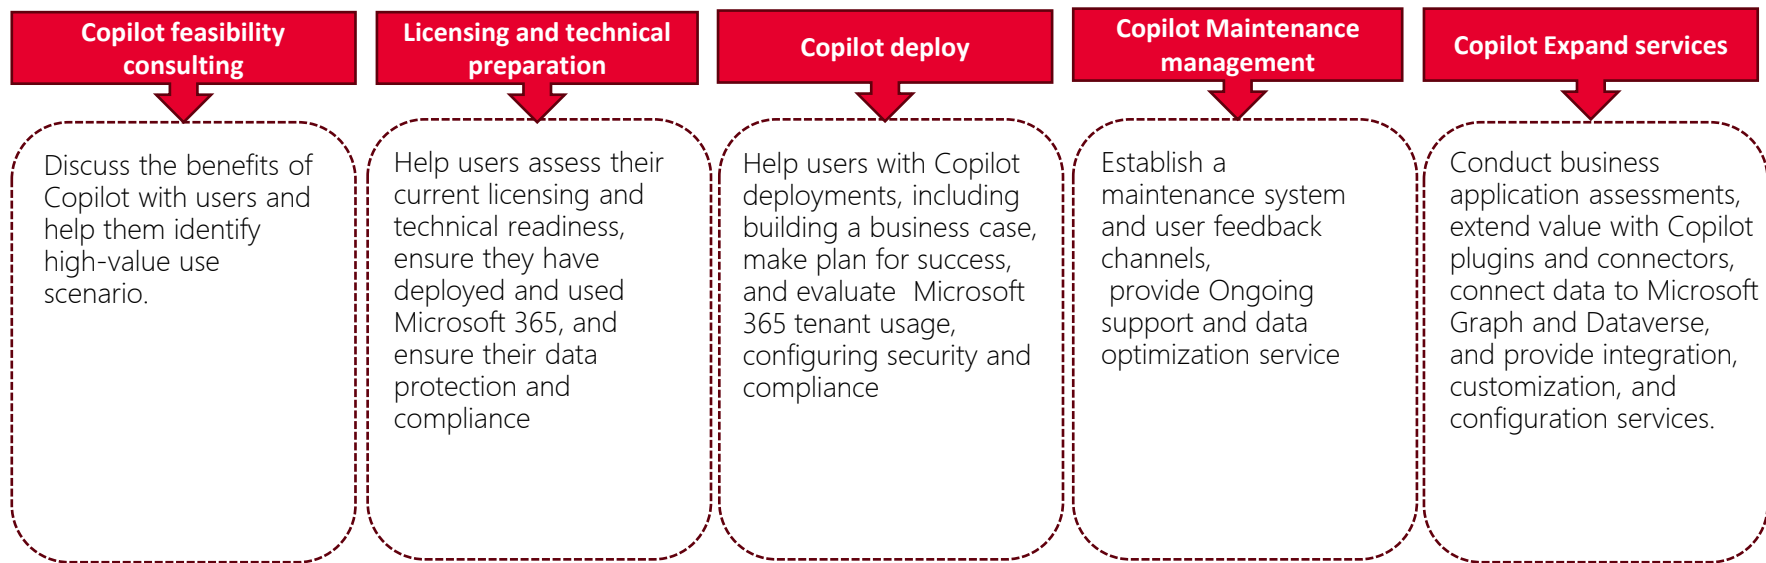 Copilot feasibility
consulting
Discuss the benefits of
Copilot with users and
help them identify
high-value use
scenario.
Licensing and technical
preparation
Help users assess their
current licensing and
technical readiness,
ensure they have
deployed and used
Microsoft 365, and
ensure their data
protection and
compliance
Copilot deploy
Help users with Copilot
deployments, including
building a business case,
make plan for success,
and evaluate  Microsoft
365 tenant usage,
configuring security and
compliance
Copilot Maintenance
management
Establish a
maintenance system
and user feedback
channels,
provide Ongoing
support and data
optimization service
Copilot Expand services
Conduct business
application assessments,
extend value with Copilot
plugins and connectors,
connect data to Microsoft
Graph and Dataverse,
and provide integration,
customization, and
configuration services.